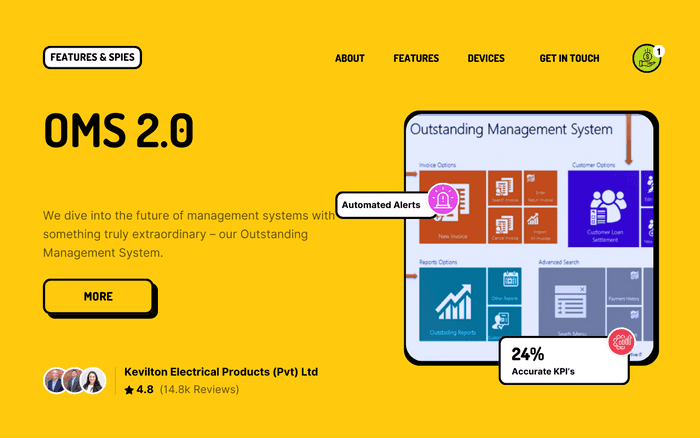 FEATURES & SPIES
ABOUT
FEATURES
DEVICES
GET IN TOUCH
1
OMS 2.0
We dive into the future of management systems with
something truly extraordinary – our Outstanding
Management System.
MORE
Kevilton Electrical Products (Pvt) Ltd
4.8 (14.8k Reviews)
Outstanding Management System
Invoice Options
Customer Options
New Invoice
Search Invoice
Enter
Return Invoice
Cancel Invoice
Import
All Invoice
Customer Loan
Settlement
Automated Alerts
Reports Options
Advanced Search
Outstading Reports
Other Reports
Search Menu
Payment History
24%
Accurate KPI's